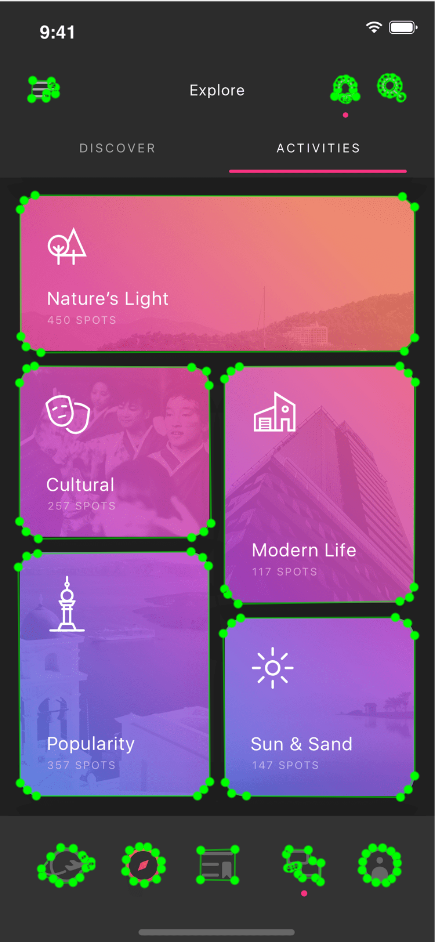 9:41
Explore
DISCOVER
ACTIVITIES
Nature's Light
450 SPOTS
Cultural
257 SPOTS
Modern Life
117 SPOTS
Popularity
357 SPOTS
Sun & Sand
147 SPOTS